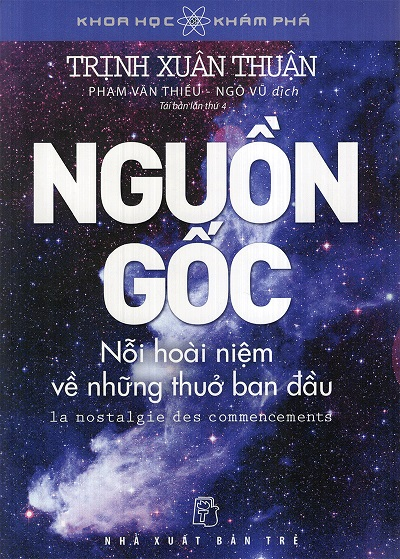 KHOA HỌC KHÁM PHÁ
TRỊNH XUÂN THUẬN
PHẠM VĂN THIỀU - NGÔ VŨ dịch
Tái bản lần thứ 4
NGUỒN
GỐC
Nỗi hoài niệm
về những thuở ban đầu
la nostalgie des commencements
NHÀ XUẤT BẢN TRẺ